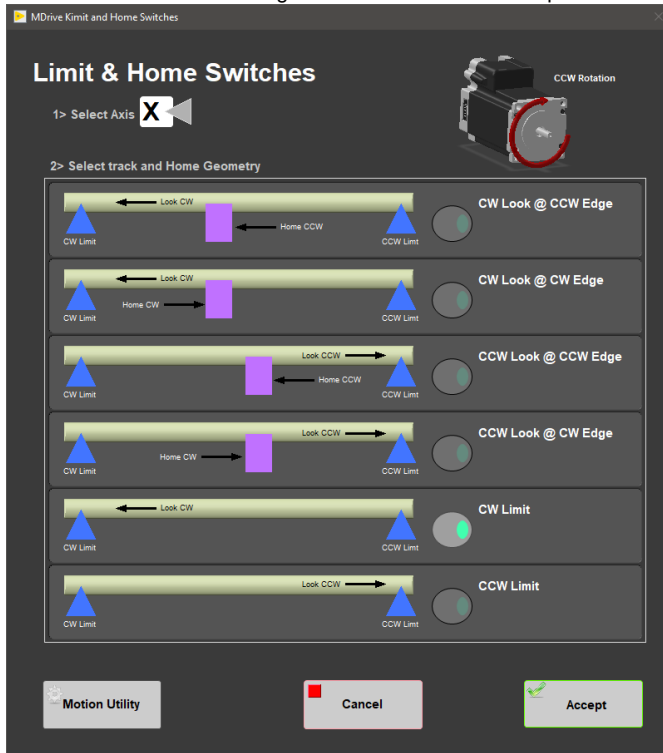 MDrive Kimit and Home Switches
Limit & Home Switches
CCW Rotation
1> Select Axis X
2> Select track and Home Geometry
Look CW
CW Look @ CCW Edge
Home CCW
CW Limit
CCW Limt
Look CW
CW Look @ CW Edge
Home CW
CW Limit
CCW Limt
Look CCW
CCW Look @ CCW Edge
Home CCW
CW Limit
CCW Limt
Look CCW
CCW Look @ CW Edge
Home CW
CW Limit
CCW Limt
Look CW
CW Limit
CW Limit
CCW Limt
Look CCW
CCW Limit
CW Limit
CCW Limt
Motion Utility
Cancel
Accept